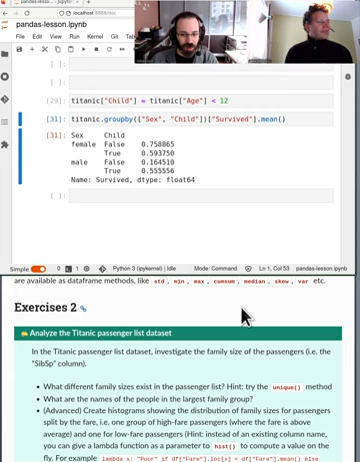 pandas-lesson.ipynb
localhost:8888/doc
pandas-lesson.ipynb
File Edit View Run Kernel Git Tab
[ ]:
[ ]:
[29]: titanic["Child"] = titanic["Age"] < 12
[31]: titanic.groupby(["Sex", "Child"])["Survived"].mean()
[31]: Sex Child
female False 0.758865
True 0.593750
male False 0.164510
True 0.555556
Name: Survived, dtype: float64
[ ]:
Simple 0 1 Python 3 (ipykernel) | Idle Mode: Command Ln 1, Col 53 pandas-lesson.ipynb
are available as dataframe methods, like std , min , max , cumsum , median , skew , var etc.
Exercises 2
Analyze the Titanic passenger list dataset
In the Titanic passenger list dataset, investigate the family size of the passengers (i.e. the
"SibSp" column).
• What different family sizes exist in the passenger list? Hint: try the unique() method
• What are the names of the people in the largest family group?
• (Advanced) Create histograms showing the distribution of family sizes for passengers
split by the fare, i.e. one group of high-fare passengers (where the fare is above
average) and one for low-fare passengers (Hint: instead of an existing column name,
you can give a lambda function as a parameter to hist() to compute a value on the
fly. For example lambda x: "Poor" if df["Fare"].loc[x] < df["Fare"].mean() else